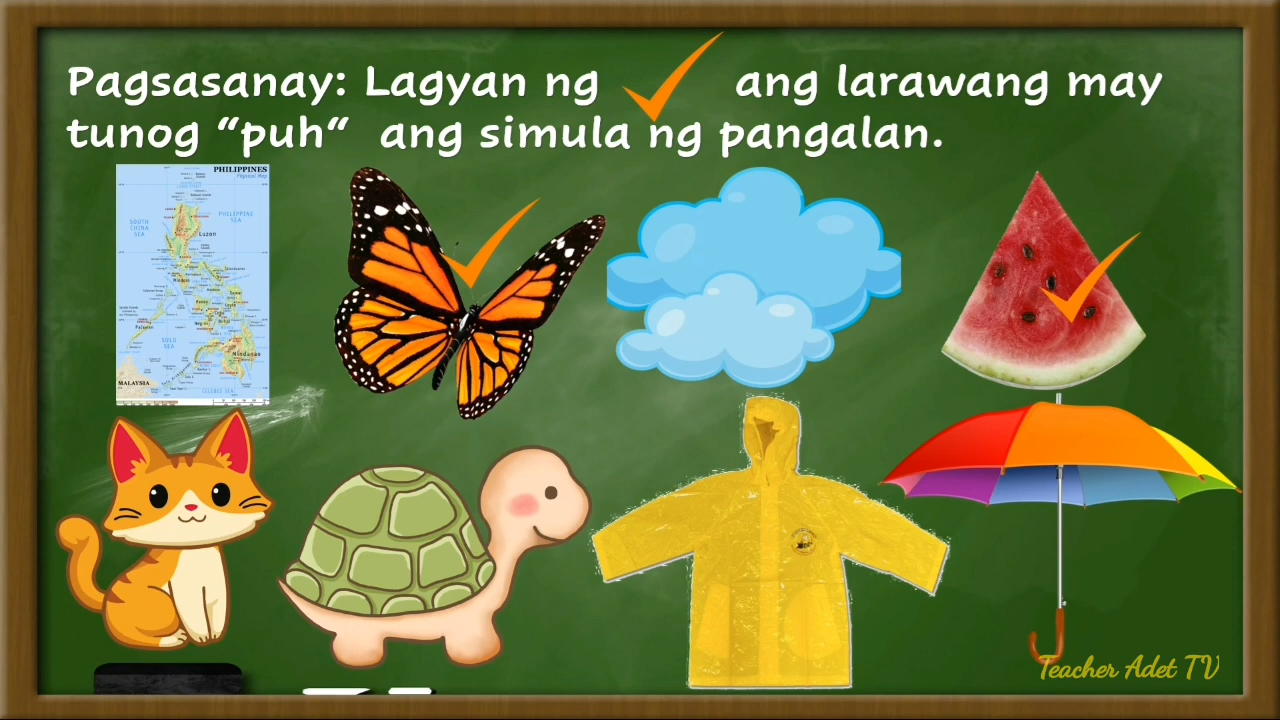 Pagsasanay: Lagyan ng ang larawang may
tunog “puh“ ang simula ng pangalan.
PHILIPPINES
Physical Map
SOUTH
CHINA
SEA
PHILIPPINE
SEA
Luzon
SULU
SEA
Mindanao
MALAYSIA
CELEBES SEA
Teacher Adet TV